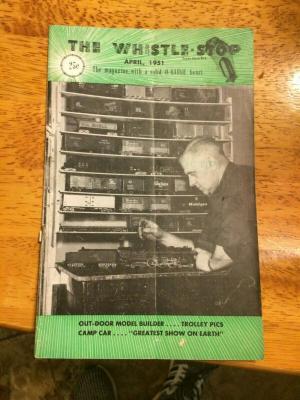 THE WHISTLE-STOP
APRIL, 1951
25¢
The magazine with a solid O-GAUGE heart
Michigan
OUT-DOOR MODEL BUILDER .... TROLLEY PICS
CAMP CAR .... "GREATEST SHOW ON EARTH"